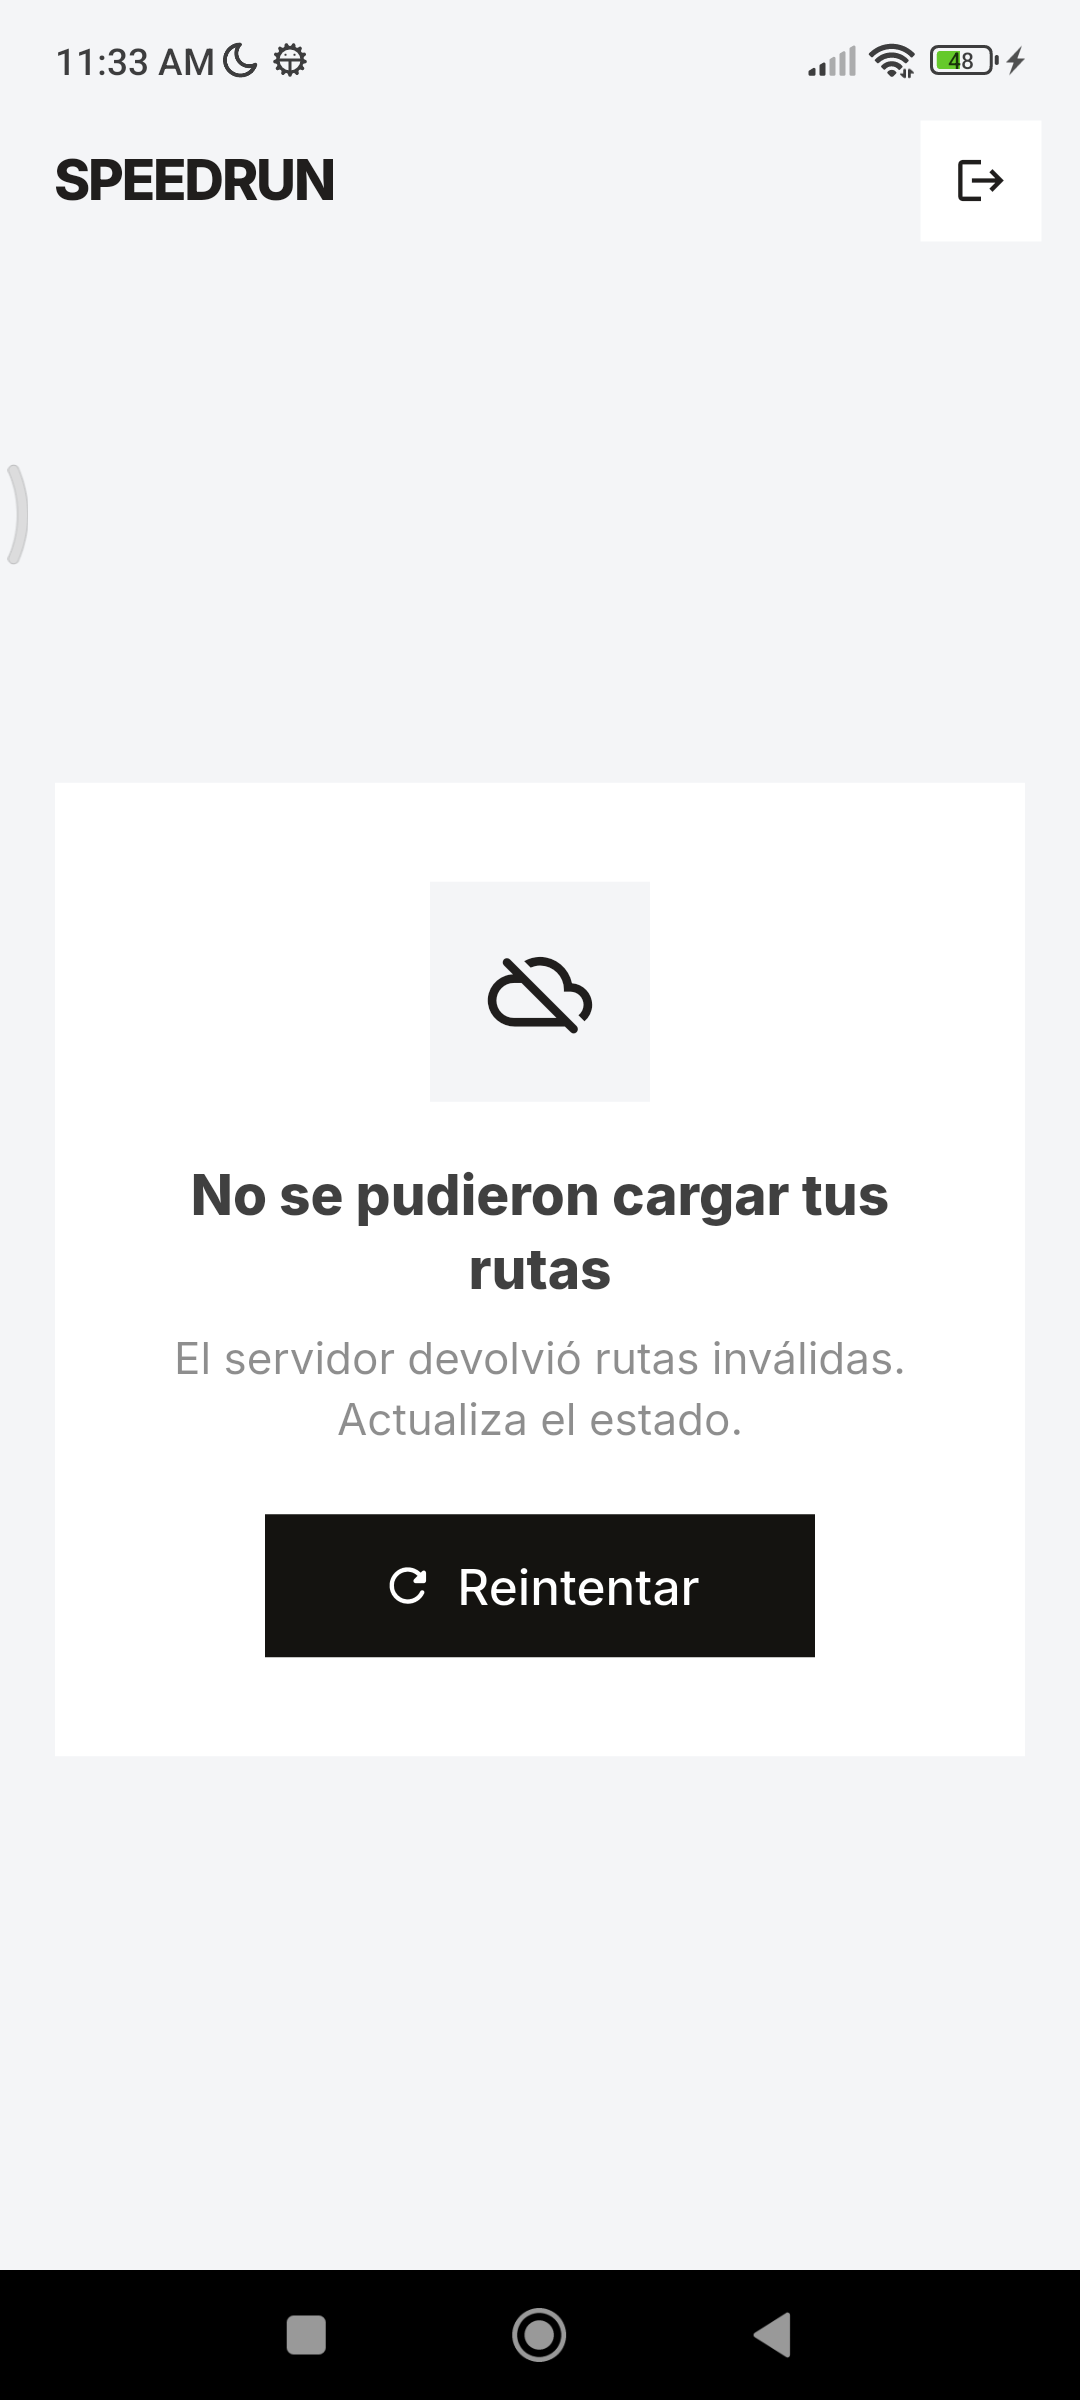 11:33 AM
48
SPEEDRUN
No se pudieron cargar tus
rutas
El servidor devolvió rutas inválidas.
Actualiza el estado.
Reintentar